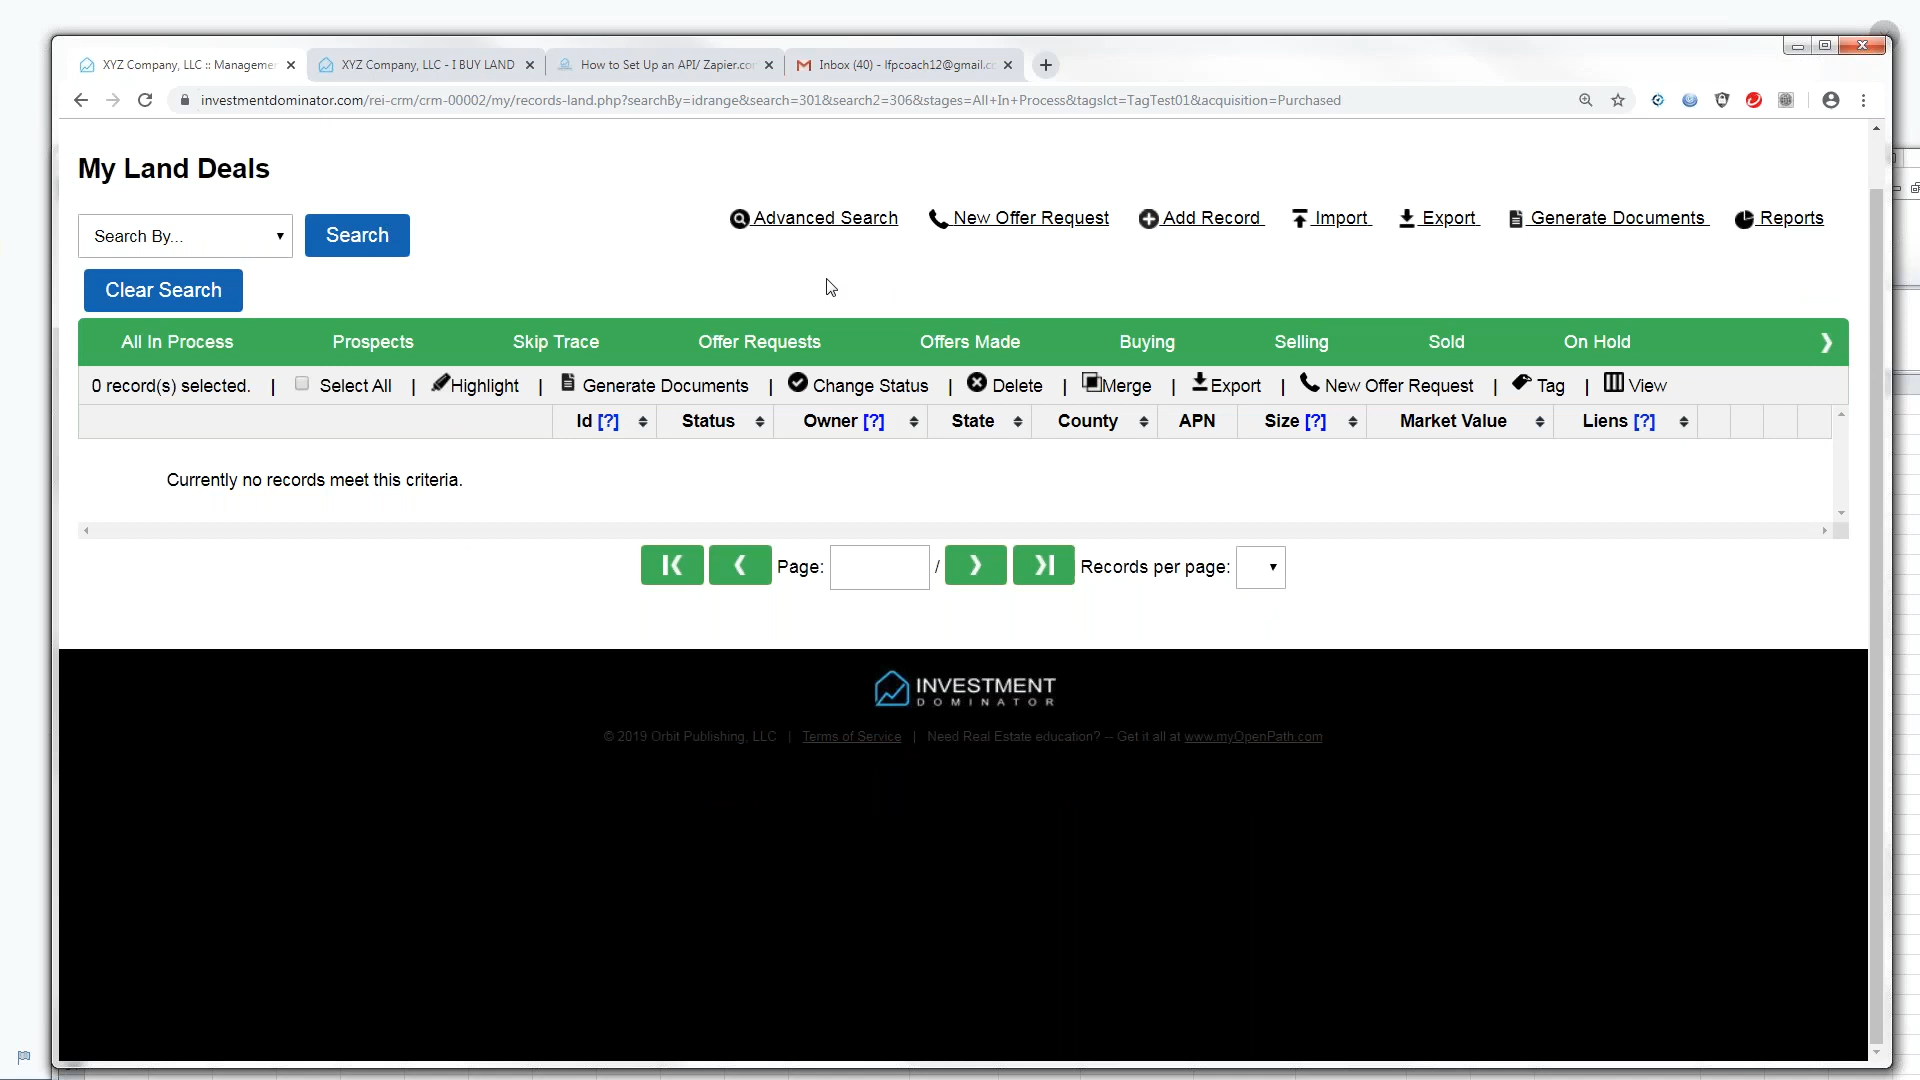 XYZ Company, LLC :: Manageme
XYZ Company, LLC - I BUY LAND
How to Set Up an API/ Zapier.co
Inbox (40) - lfpcoach12@gmail.c
investmentdominator.com/rei-crm/crm-00002/my/records-land.php?searchBy=idrange&search=301&search2=306&stages=All+In+Process&tagslct=TagTest01&acquisition=Purchased
My Land Deals
Search By...
Search
Advanced Search
New Offer Request
Add Record
Import
Export
Generate Documents
Reports
Clear Search
All In Process
Prospects
Skip Trace
Offer Requests
Offers Made
Buying
Selling
Sold
On Hold
0 record(s) selected. | Select All | Highlight | Generate Documents | Change Status | Delete | Merge | Export | New Offer Request | Tag | View
Id [?]
Status
Owner [?]
State
County
APN
Size [?]
Market Value
Liens [?]
Currently no records meet this criteria.
Page: / Records per page:
INVESTMENT
DOMINATOR
© 2019 Orbit Publishing, LLC | Terms of Service | Need Real Estate education? -- Get it all at www.myOpenPath.com